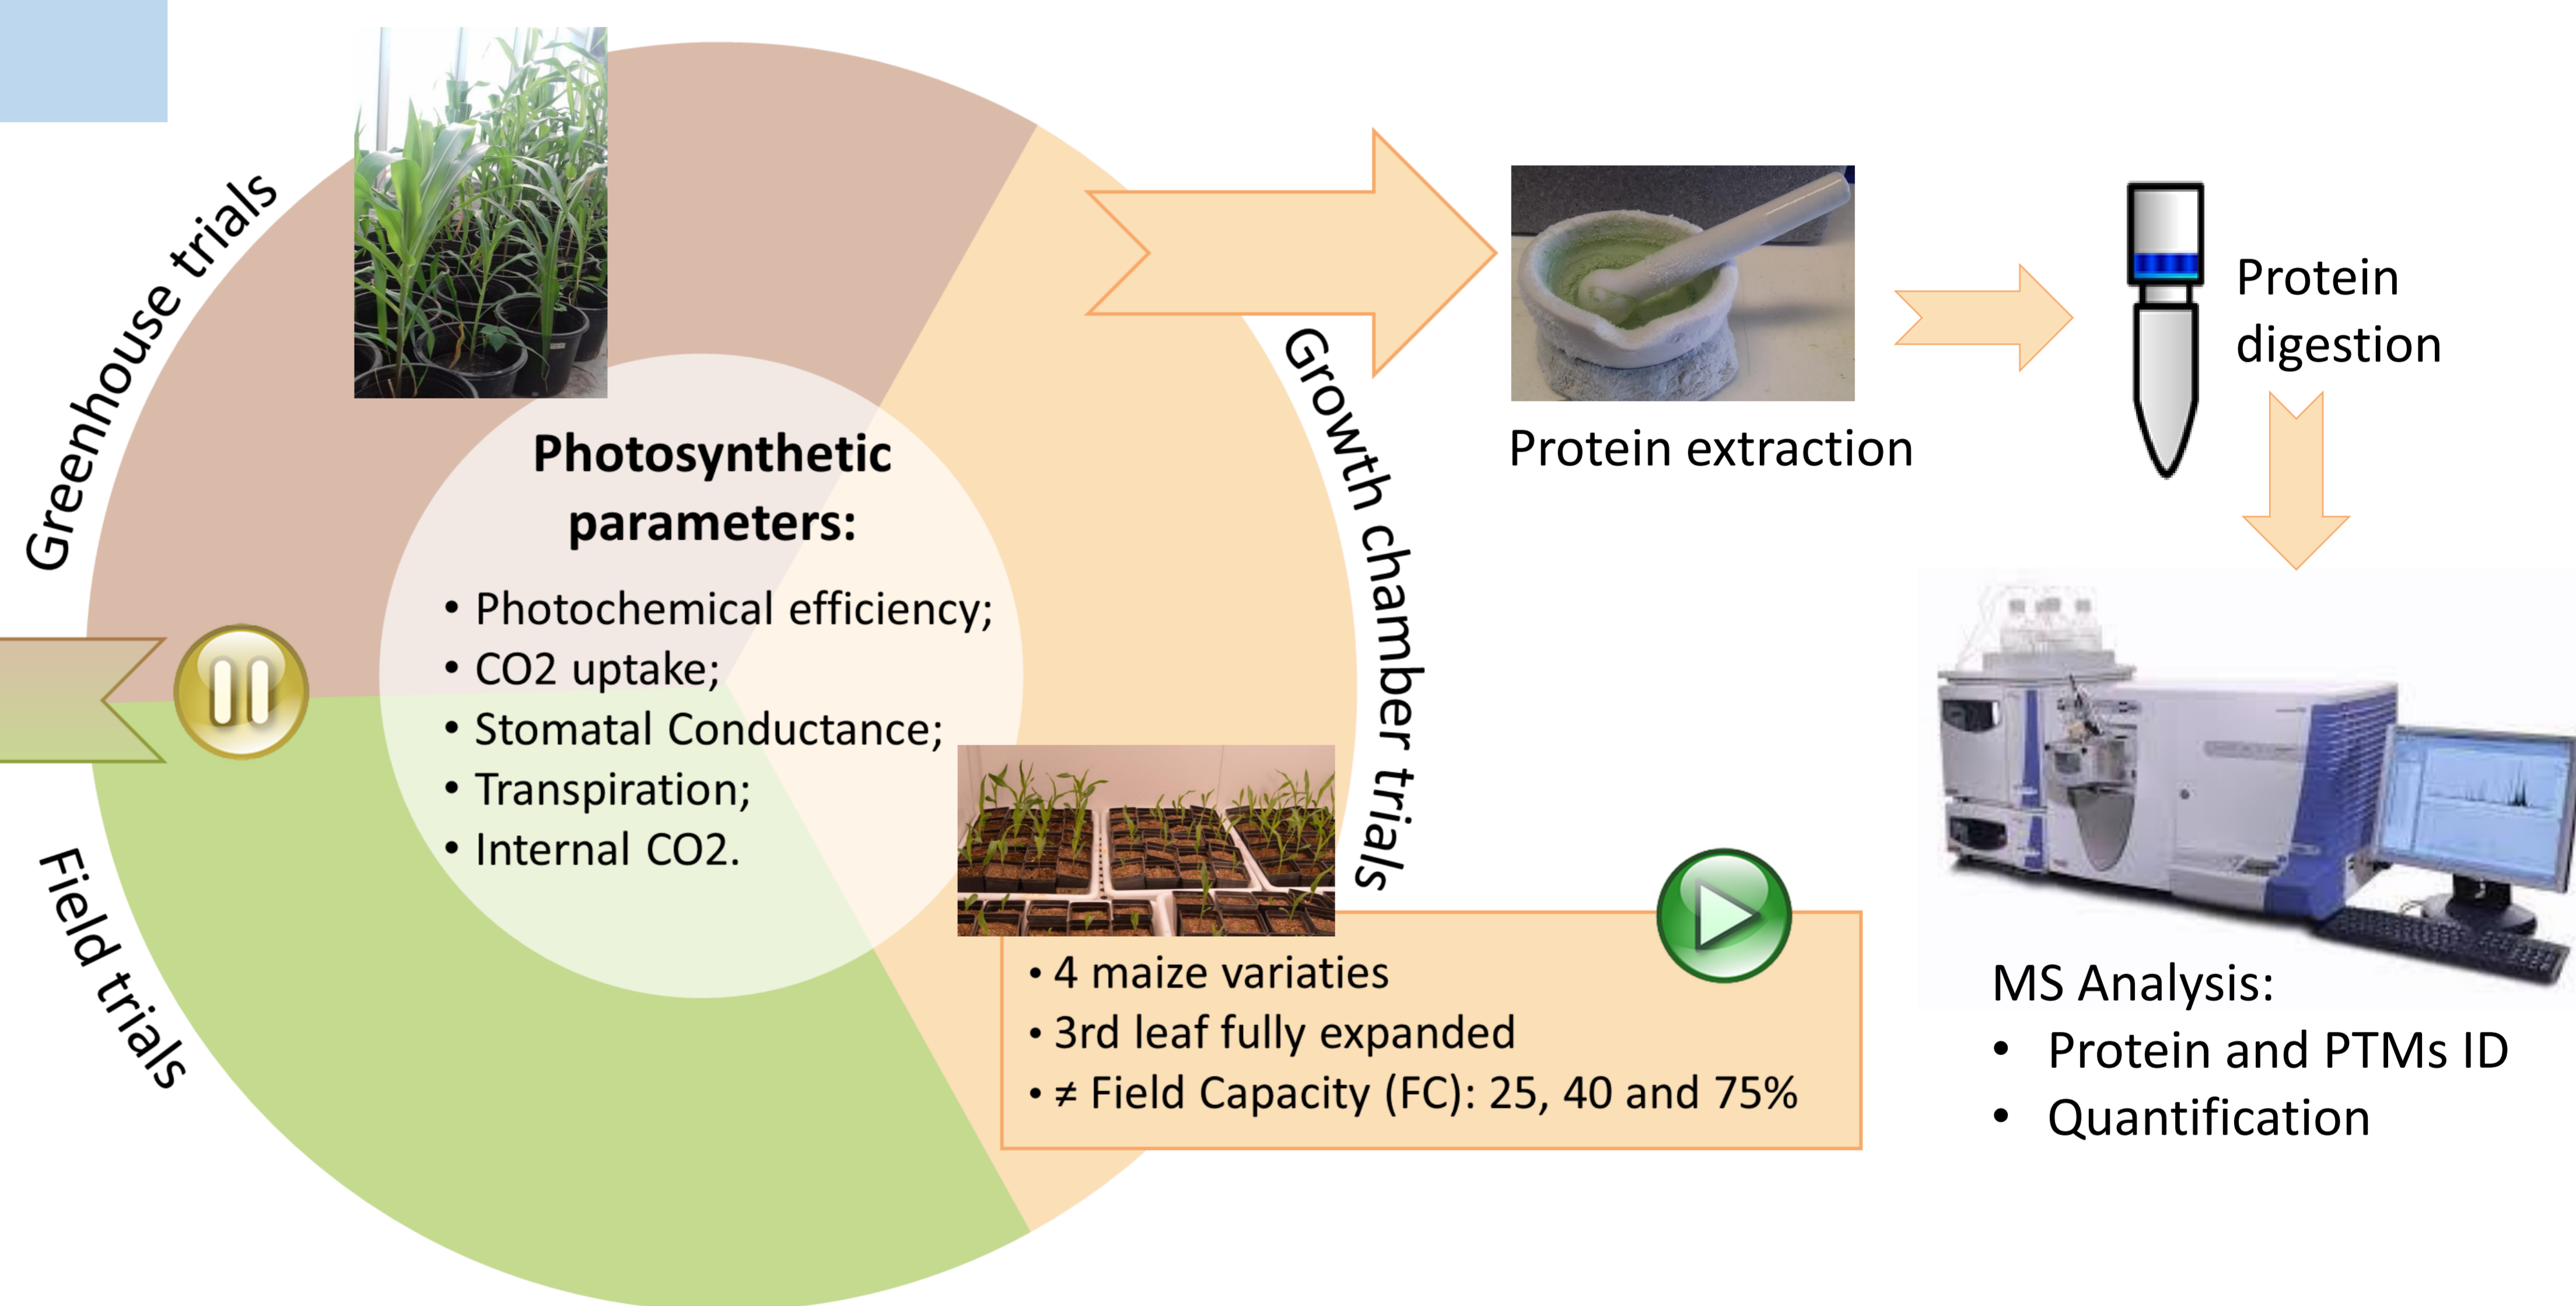 Greenhouse trials
Photosynthetic
parameters:
• Photochemical efficiency;
• CO2 uptake;
• Stomatal Conductance;
• Transpiration;
• Internal CO2.
Field trials
Growth chamber trials
• 4 maize variaties
• 3rd leaf fully expanded
• ≠ Field Capacity (FC): 25, 40 and 75%
Protein extraction
Protein
digestion
MS Analysis:
• Protein and PTMs ID
• Quantification